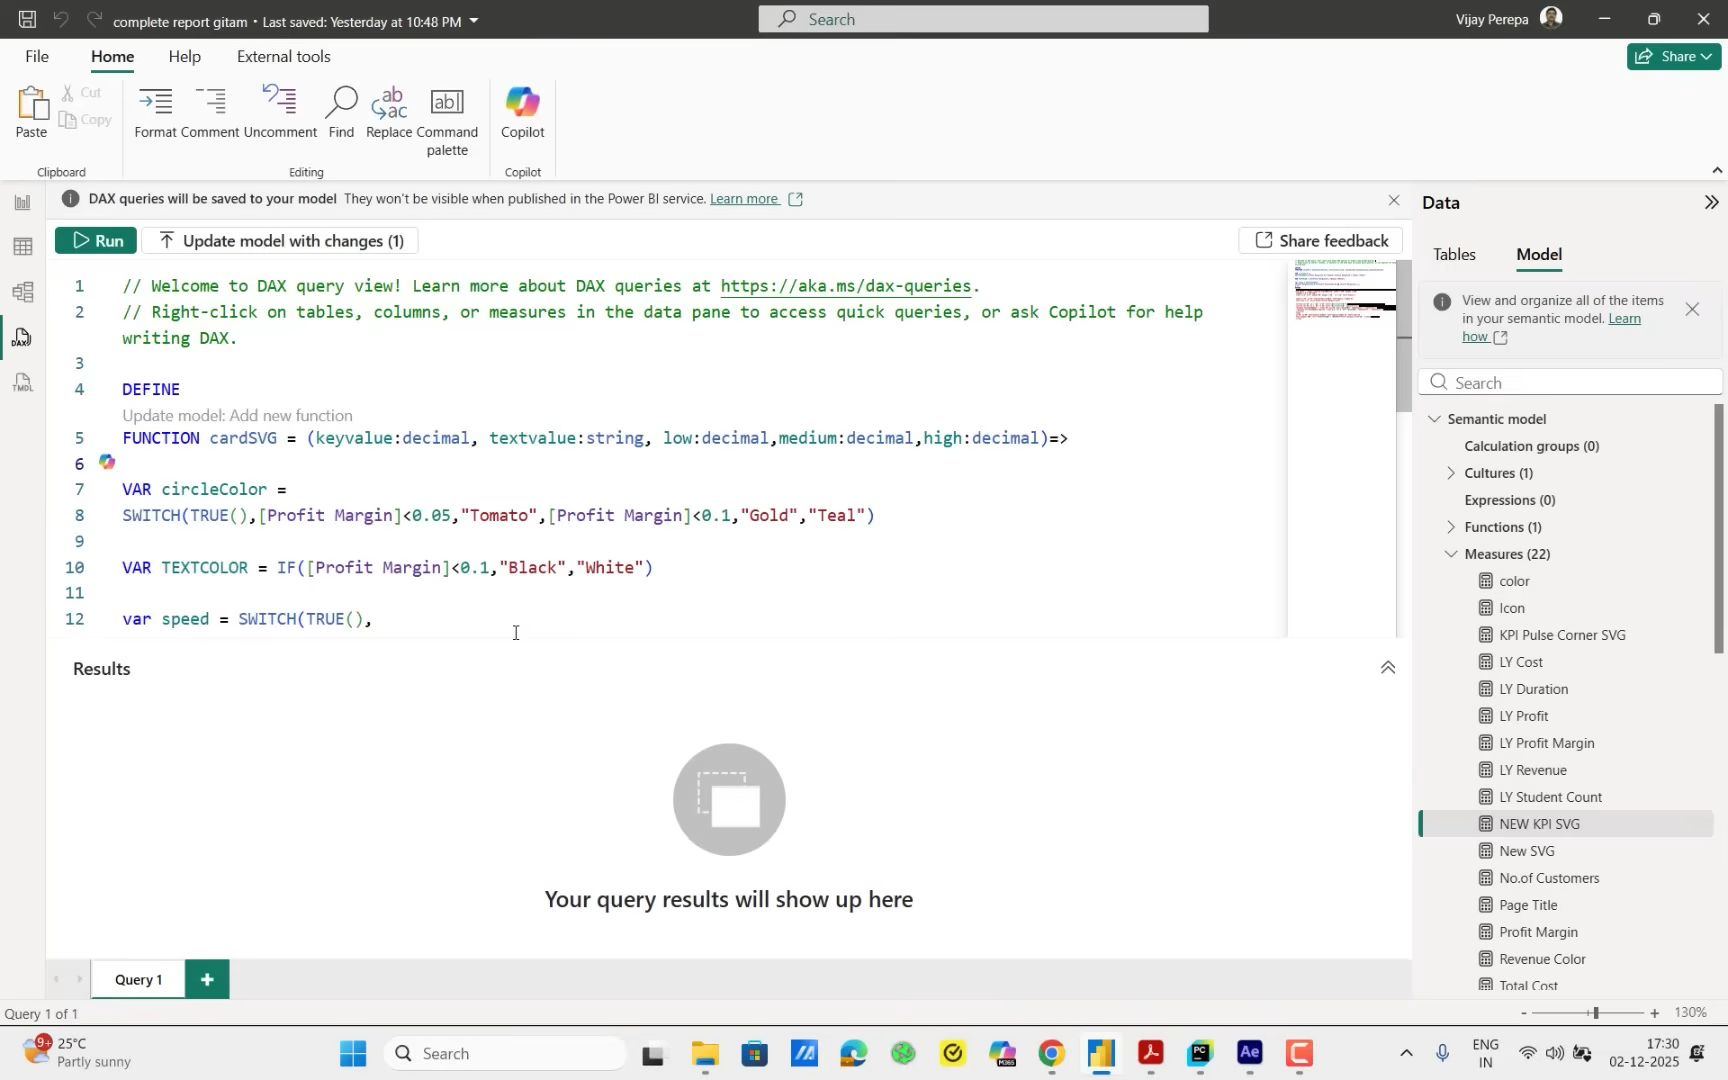 complete report gitam • Last saved: Yesterday at 10:48 PM
Search
Vijay Perepa
File
Home
Help
External tools
Share
Paste
Cut
Copy
Format
Comment
Uncomment
Find
Replace
Command palette
Copilot
Clipboard
Editing
Copilot
DAX queries will be saved to your model They won't be visible when published in the Power BI service. Learn more
Run
Update model with changes (1)
Share feedback
1 // Welcome to DAX query view! Learn more about DAX queries at https://aka.ms/dax-queries.
2 // Right-click on tables, columns, or measures in the data pane to access quick queries, or ask Copilot for help
writing DAX.
3
4 DEFINE
Update model: Add new function
5 FUNCTION cardSVG = (keyvalue:decimal, textvalue:string, low:decimal,medium:decimal,high:decimal)=>
6
7 VAR circleColor =
8 SWITCH(TRUE(),[Profit Margin]<0.05,"Tomato",[Profit Margin]<0.1,"Gold","Teal")
9
10 VAR TEXTCOLOR = IF([Profit Margin]<0.1,"Black","White")
11
12 var speed = SWITCH(TRUE(),
Results
Your query results will show up here
Query 1
Query 1 of 1
130%
Data
Tables
Model
View and organize all of the items
in your semantic model. Learn
how
Search
Semantic model
Calculation groups (0)
Cultures (1)
Expressions (0)
Functions (1)
Measures (22)
color
Icon
KPI Pulse Corner SVG
LY Cost
LY Duration
LY Profit
LY Profit Margin
LY Revenue
LY Student Count
NEW KPI SVG
New SVG
No.of Customers
Page Title
Profit Margin
Revenue Color
Total Cost
DAX
TMDL
9+
25°C
Partly sunny
Search
M365
PC
Ae
ENG
IN
17:30
02-12-2025